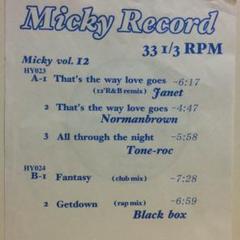 Micky Record
33 1/3 RPM
Micky vol. 12
HY023
A-1 That's the way love goes -6:17
(12'R&B remix) Janet
2 That's the way love goes -4:47
Normanbrown
3 All through the night -5:58
Tone-roc
HY024
B-1 Fantasy (club mix) -7:28
2 Getdown (rap mix) -6:59
Black box